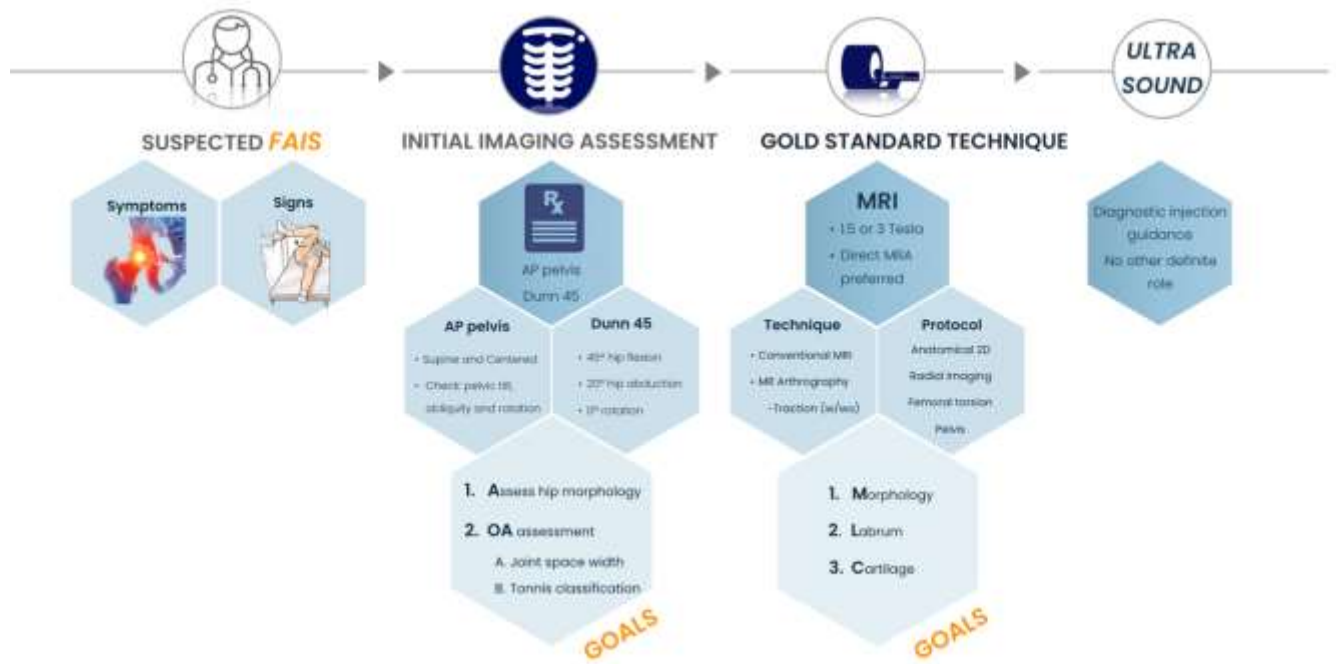 ULTRA
SOUND
SUSPECTED FAIS
Symptoms
Signs
INITIAL IMAGING ASSESSMENT
Rx
AP pelvis
Dunn 45
AP pelvis
• Supine and Centered
• Check pelvic tilt,
obliquity and rotation
Dunn 45
• 45º hip flexion
• 20º hip abduction
• 0º rotation
1. Assess hip morphology
2. OA assessment
A. Joint space width
B. Tonnis classification
GOALS
GOLD STANDARD TECHNIQUE
MRI
• 1.5 or 3 Tesla
• Direct MRA
preferred
Technique
• Conventional MRI
• MR Arthrography
-Traction (w/wo)
Protocol
Anatomical 2D
Radial imaging
Femoral torsion
Pelvis
1. Morphology
2. Labrum
3. Cartilage
GOALS
Diagnostic injection
guidance
No other definite
role